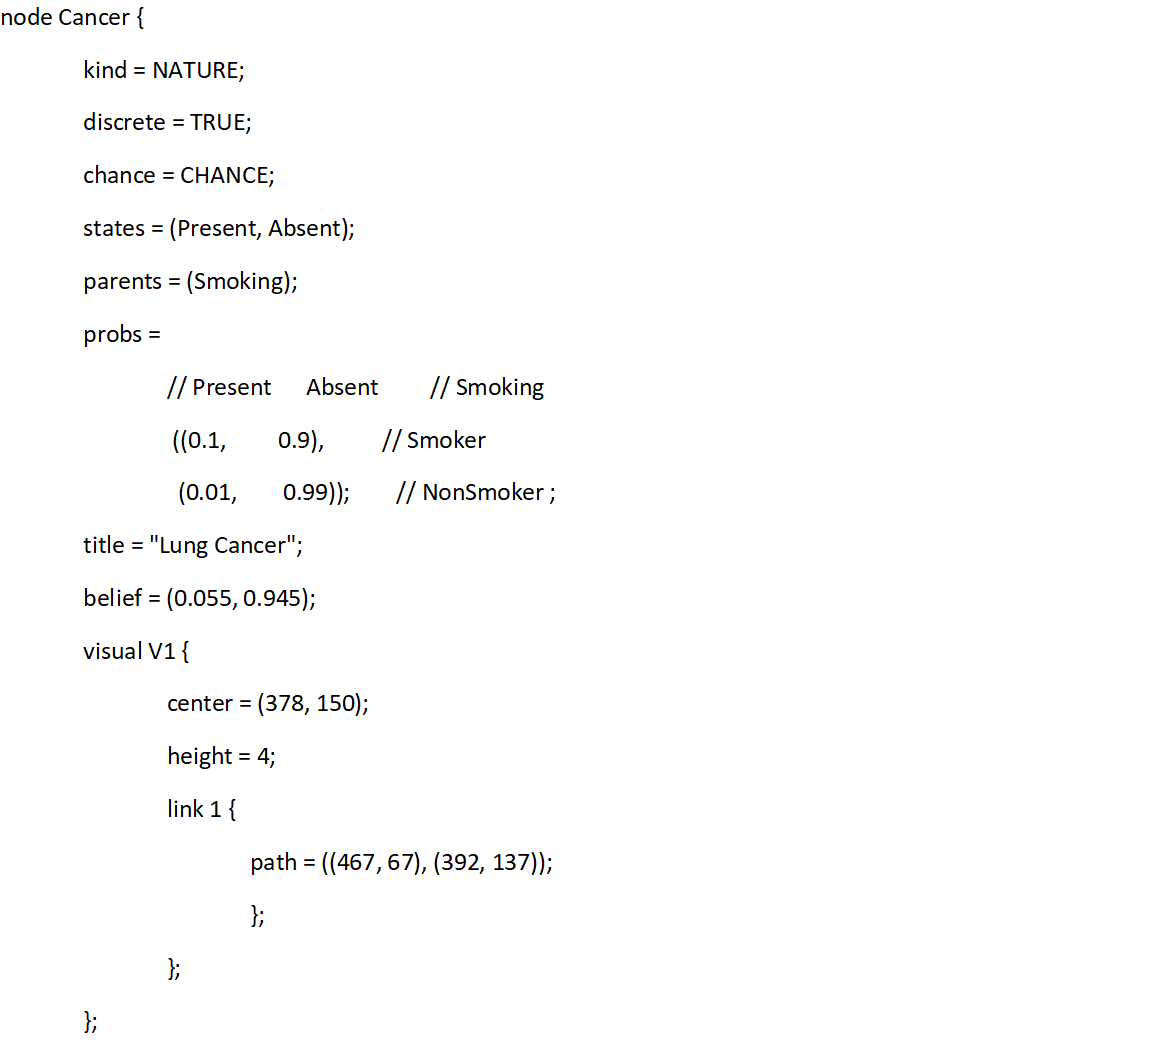 node Cancer {
kind = NATURE;
discrete = TRUE;
chance = CHANCE;
states = (Present, Absent);
parents = (Smoking);
probs =
// Present Absent // Smoking
((0.1, 0.9), // Smoker
(0.01, 0.99)); // NonSmoker ;
title = "Lung Cancer";
belief = (0.055, 0.945);
visual V1 {
center = (378, 150);
height = 4;
link 1 {
path = ((467, 67), (392, 137));
};
};
};